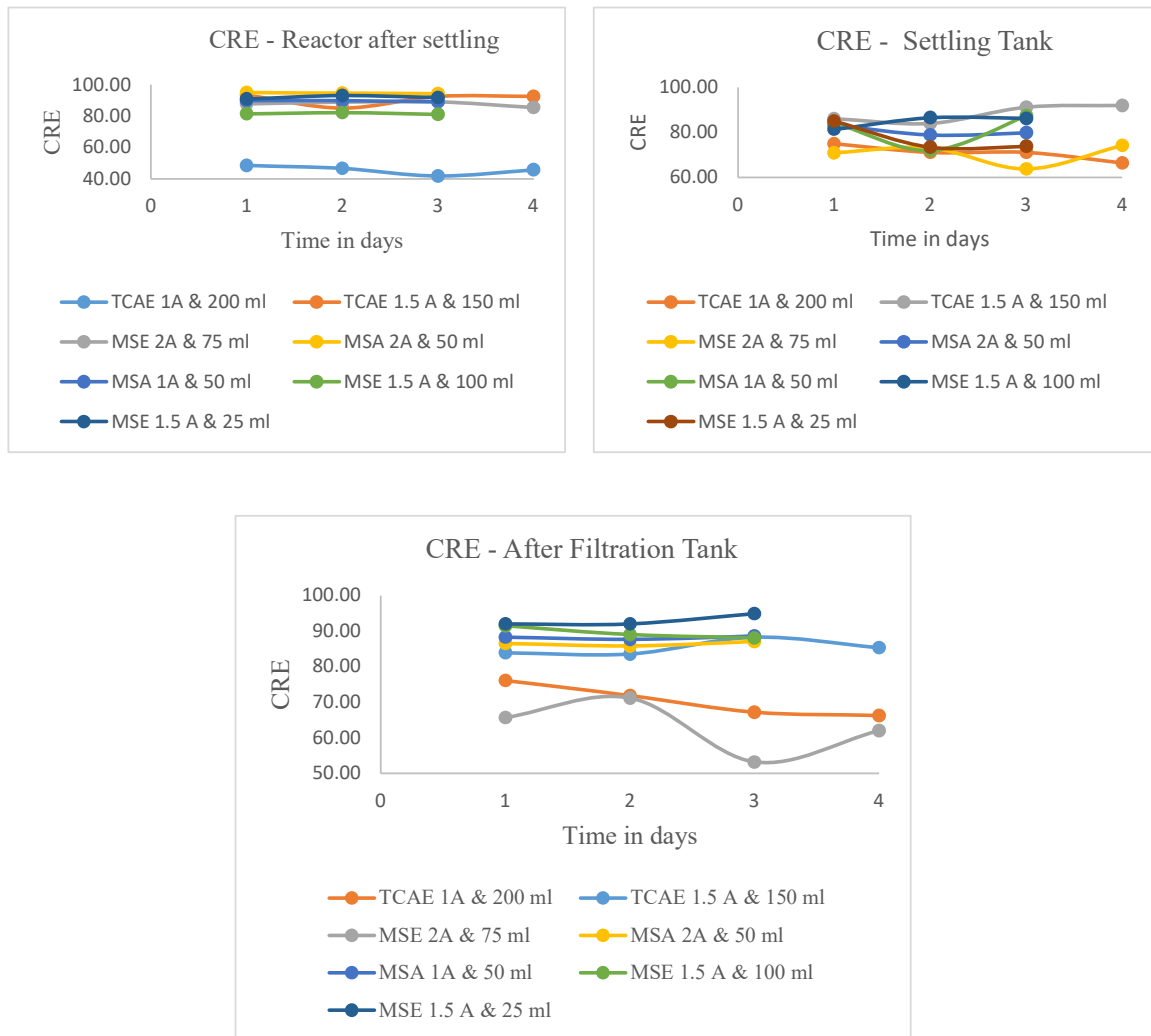 CRE - Reactor after settling
100.00
80.00
60.00
40.00
CRE
0 1 2 3 4
Time in days
TCAE 1A & 200 ml TCAE 1.5 A & 150 ml
MSE 2A & 75 ml MSA 2A & 50 ml
MSA 1A & 50 ml MSE 1.5 A & 100 ml
MSE 1.5 A & 25 ml
CRE - Settling Tank
100.00
80.00
60.00
CRE
0 1 2 3 4
Time in days
TCAE 1A & 200 ml TCAE 1.5 A & 150 ml
MSE 2A & 75 ml MSA 2A & 50 ml
MSA 1A & 50 ml MSE 1.5 A & 100 ml
MSE 1.5 A & 25 ml
CRE - After Filtration Tank
100.00
90.00
80.00
70.00
60.00
50.00
CRE
0 1 2 3 4
Time in days
TCAE 1A & 200 ml TCAE 1.5 A & 150 ml
MSE 2A & 75 ml MSA 2A & 50 ml
MSA 1A & 50 ml MSE 1.5 A & 100 ml
MSE 1.5 A & 25 ml